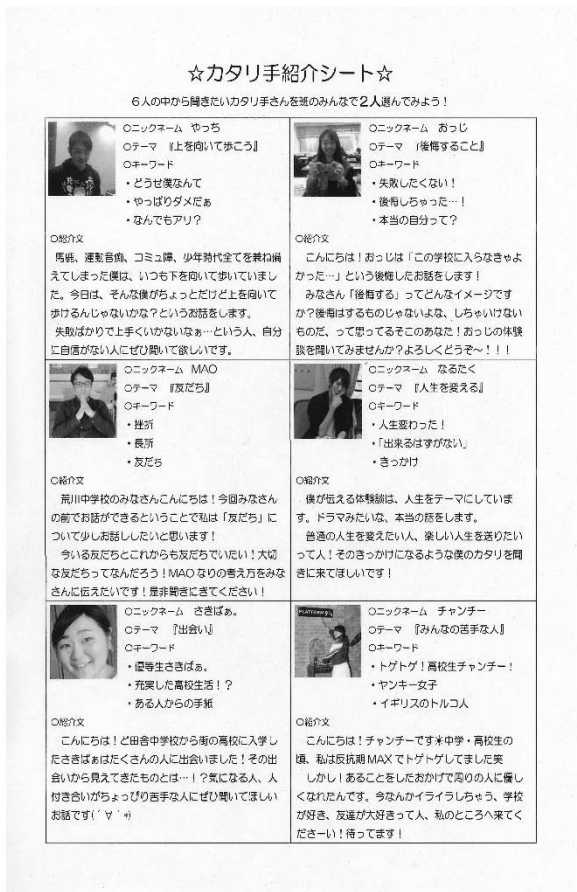 ☆カタリ手紹介シート☆
6人の中から聞きたいカタリ手さんを班のみんなで2人選んでみよう！
○ニックネーム　やっち
○テーマ　『上を向いて歩こう』
○キーワード
・どうせ僕なんて
・やっぱりダメだぁ
・なんでもアリ？
○紹介文
馬鹿、運動音痴、コミュ障、少年時代全てを兼ね備
えてしまった僕は、いつも下を向いて歩いていまし
た。今日は、そんな僕がちょっとだけど上を向いて
歩けるんじゃないかな？というお話をします。
失敗ばかりで上手くいかないなぁ…という人、自分
に自信がない人にぜひ聞いて欲しいです。
○ニックネーム　おっじ
○テーマ　『後悔すること』
○キーワード
・失敗したくない！
・後悔しちゃった…！
・本当の自分って？
○紹介文
こんにちは！おっじは「この学校に入らなきゃよ
かった…」という後悔したお話をします！
みなさん「後悔する」ってどんなイメージです
か？後悔はするものじゃないよな、しちゃいけない
ものだ、って思ってるそこのあなた！おっじの体験
談を聞いてみませんか？よろしくどうぞ～！！！
○ニックネーム　MAO
○テーマ　『友だち』
○キーワード
・挫折
・長所
・友だち
○紹介文
荒川中学校のみなさんこんにちは！今回みなさん
の前でお話ができるということで私は「友だち」に
ついて少しお話ししたいと思います！
今いる友だちとこれからも友だちでいたい！大切
な友だちってなんだろう！MAOなりの考え方をみな
さんに伝えたいです！是非聞きにきてください！
○ニックネーム　なるたく
○テーマ　『人生を変える』
○キーワード
・人生変わった！
・「出来るはずがない」
・きっかけ
○紹介文
僕が伝える体験談は、人生をテーマにしていま
す。ドラマみたいな、本当の話をします。
普通の人生を変えたい人、楽しい人生を送りたい
って人！そのきっかけになるような僕のカタリを聞
きに来てほしいです！
○ニックネーム　さきばぁ。
○テーマ　『出会い』
○キーワード
・優等生さきばぁ。
・充実した高校生活！？
・ある人からの手紙
○紹介文
こんにちは！ど田舎中学校から街の高校に入学し
たさきばぁはたくさんの人に出会いました！その出
会いから見えてきたものとは…！？気になる人、人
付き合いがちょっぴり苦手な人にぜひ聞いてほしい
お話です(´∀｀*)
○ニックネーム　チャンチー
○テーマ　『みんなの苦手な人』
○キーワード
・トゲトゲ！高校生チャンチー！
・ヤンキー女子
・イギリスのトルコ人
○紹介文
こんにちは！チャンチーです＊中学・高校生の
頃、私は反抗期MAXでトゲトゲしてました笑
しかし！あることをしたおかげで周りの人に優し
くなれたんです。今なんかイライラしちゃう、学校
が好き、友達が大好きって人、私のところへ来てく
ださーい！待ってます！